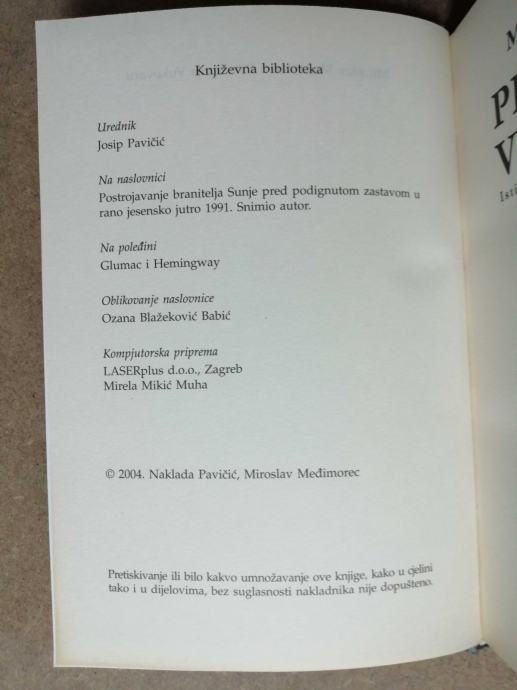 Književna biblioteka
Urednik
Josip Pavičić
Na naslovnici
Postrojavanje branitelja Sunje pred podignutom zastavom u
rano jesensko jutro 1991. Snimio autor.
Na poleđini
Glumac i Hemingway
Oblikovanje naslovnice
Ozana Blažeković Babić
Kompjutorska priprema
LASERplus d.o.o., Zagreb
Mirela Mikić Muha
© 2004. Naklada Pavičić, Miroslav Međimorec
Pretiskivanje ili bilo kakvo umnožavanje ove knjige, kako u cjelini
tako i u dijelovima, bez suglasnosti nakladnika nije dopušteno.